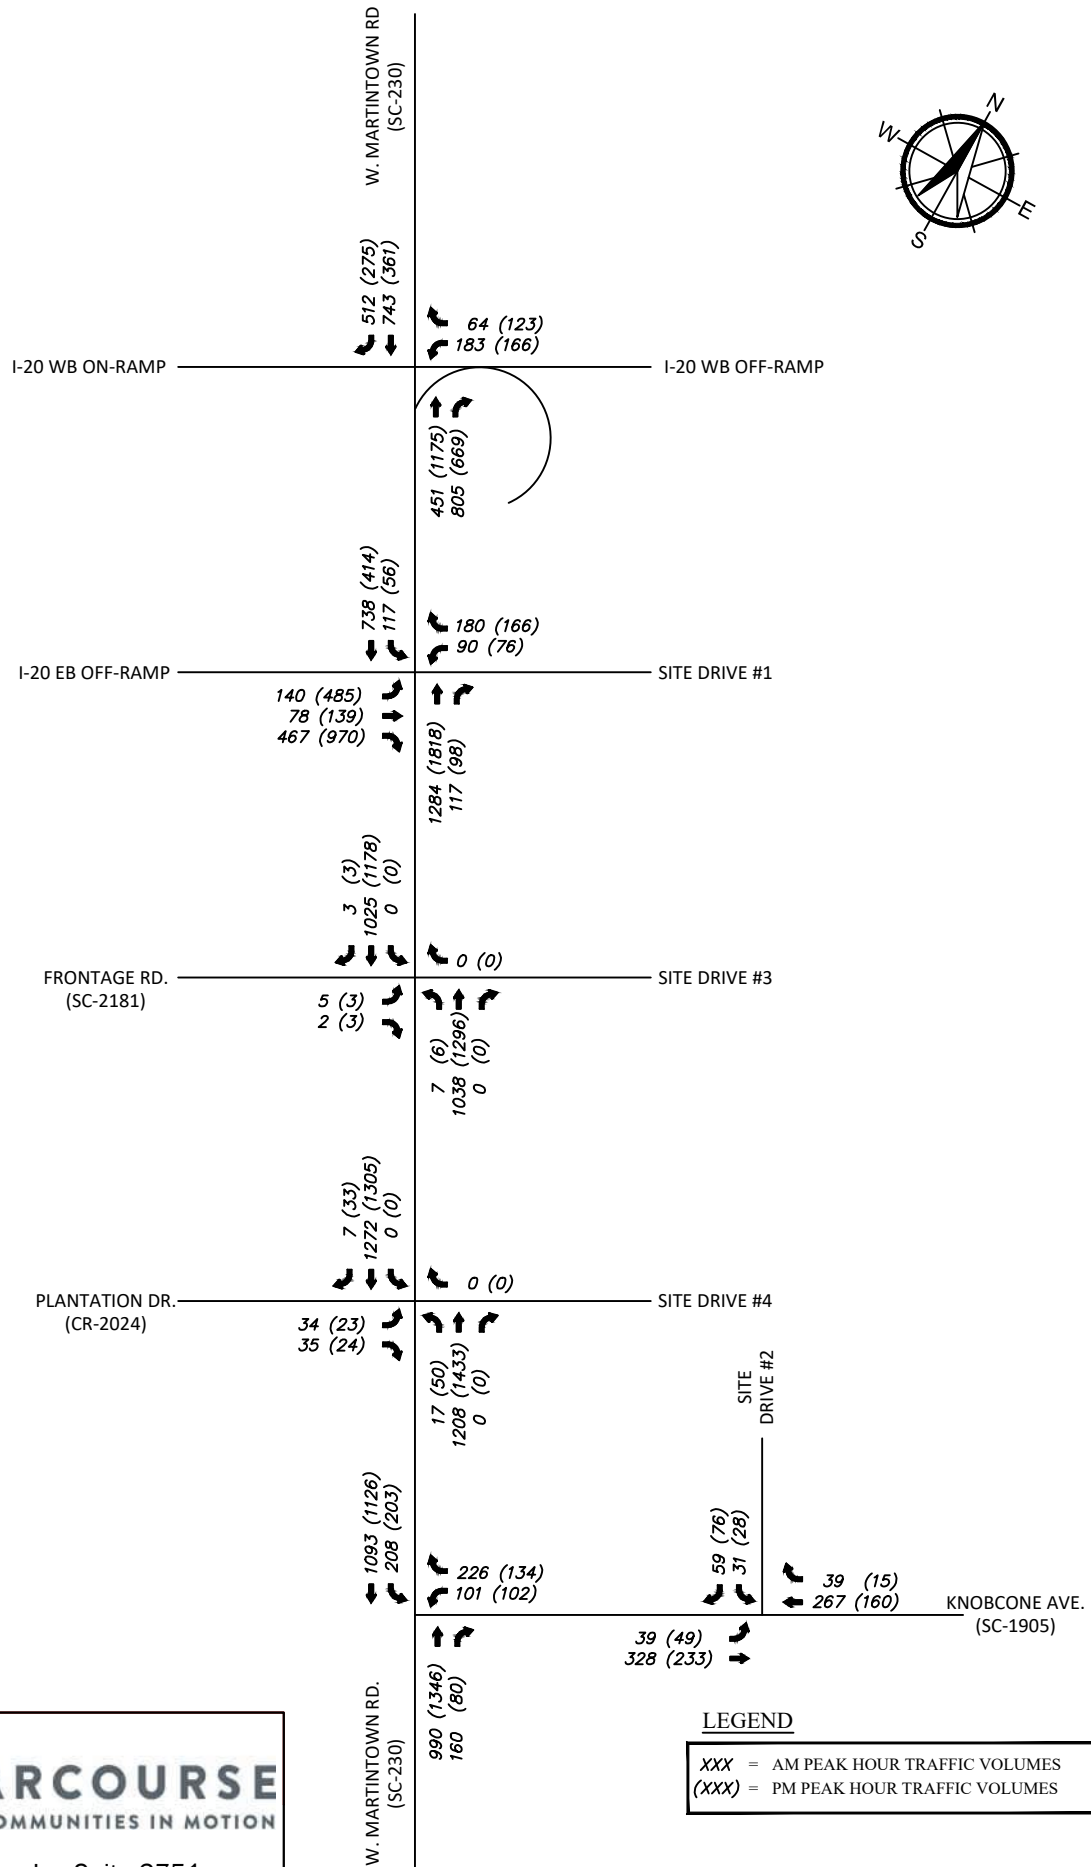 W. MARTINTOWN RD
(SC-230)
N
W
E
S
512 (275)
743 (361)
64 (123)
183 (166)
I-20 WB ON-RAMP
I-20 WB OFF-RAMP
451 (1175)
805 (669)
738 (414)
117 (56)
180 (166)
90 (76)
I-20 EB OFF-RAMP
SITE DRIVE #1
140 (485)
78 (139)
467 (970)
1284 (1818)
117 (98)
3 (3)
1025 (1178)
0 (0)
0 (0)
FRONTAGE RD.
(SC-2181)
SITE DRIVE #3
5 (3)
2 (3)
7 (6)
1038 (1296)
0 (0)
7 (33)
1272 (1305)
0 (0)
0 (0)
PLANTATION DR.
(CR-2024)
SITE DRIVE #4
34 (23)
35 (24)
17 (50)
1208 (1433)
0 (0)
SITE
DRIVE #2
1093 (1126)
208 (203)
226 (134)
101 (102)
59 (76)
31 (28)
39 (15)
267 (160)
KNOBCONE AVE.
(SC-1905)
39 (49)
328 (233)
990 (1346)
160 (80)
W. MARTINTOWN RD.
(SC-230)
LEGEND
XXX = AM PEAK HOUR TRAFFIC VOLUMES
(XXX) = PM PEAK HOUR TRAFFIC VOLUMES
ARCOURSE
OMMUNITIES IN MOTION